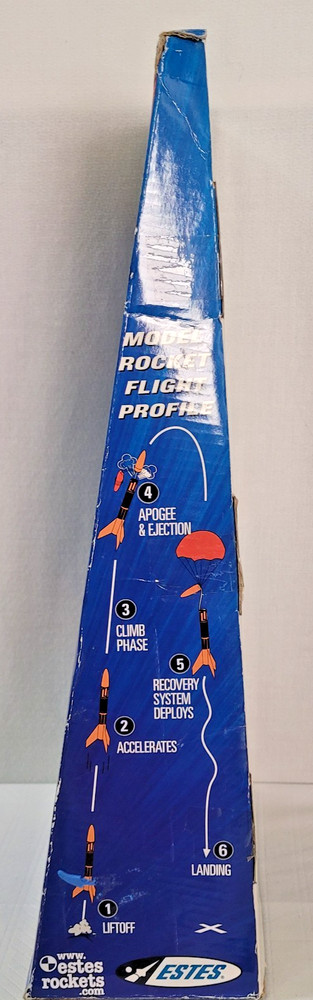 MODEL
ROCKET
FLIGHT
PROFILE
4
APOGEE
& EJECTION
3
CLIMB
PHASE
5
RECOVERY
SYSTEM
DEPLOYS
2
ACCELERATES
6
LANDING
1
LIFTOFF
www.
estes
rockets
.com
ESTES